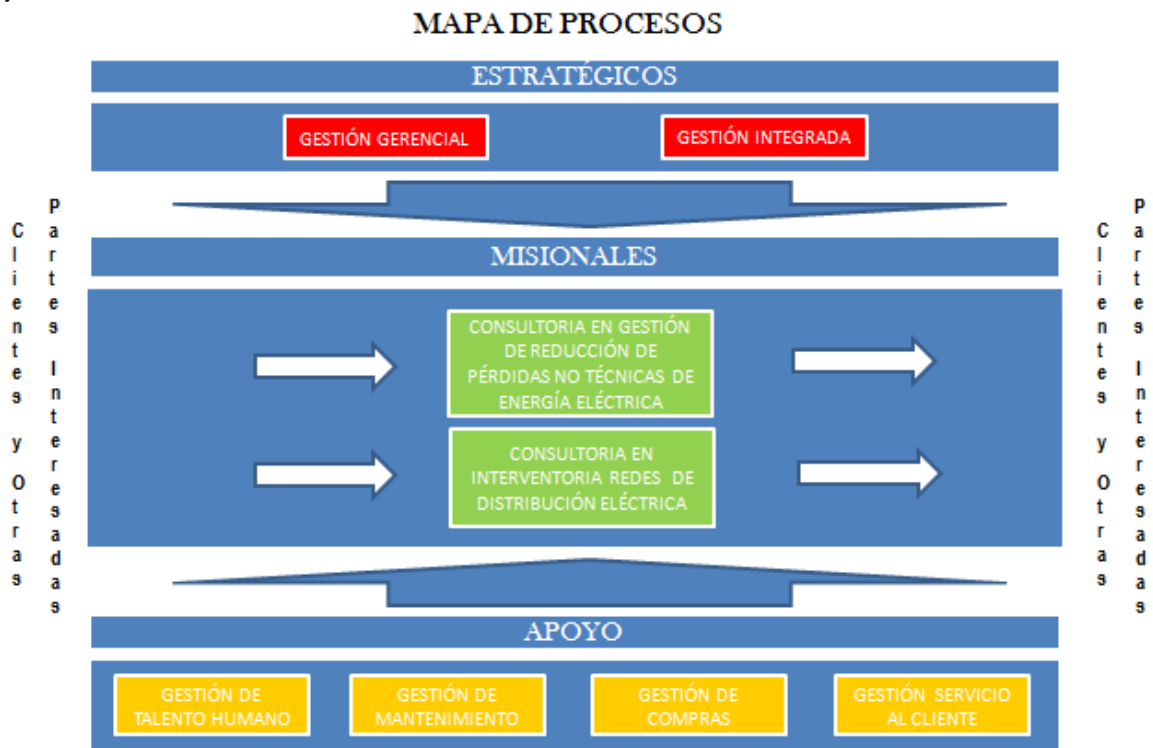 MAPA DE PROCESOS
ESTRATÉGICOS
GESTIÓN GERENCIAL
GESTIÓN INTEGRADA
Clientes y Otras
Partes Interesadas
MISIONALES
CONSULTORIA EN GESTIÓN
DE REDUCCIÓN DE
PÉRDIDAS NO TÉCNICAS DE
ENERGÍA ELÉCTRICA
CONSULTORIA EN
INTERVENTORIA REDES DE
DISTRIBUCIÓN ELÉCTRICA
Clientes y Otras
Partes Interesadas
APOYO
GESTIÓN DE
TALENTO HUMANO
GESTIÓN DE
MANTENIMIENTO
GESTIÓN DE
COMPRAS
GESTIÓN SERVICIO
AL CLIENTE